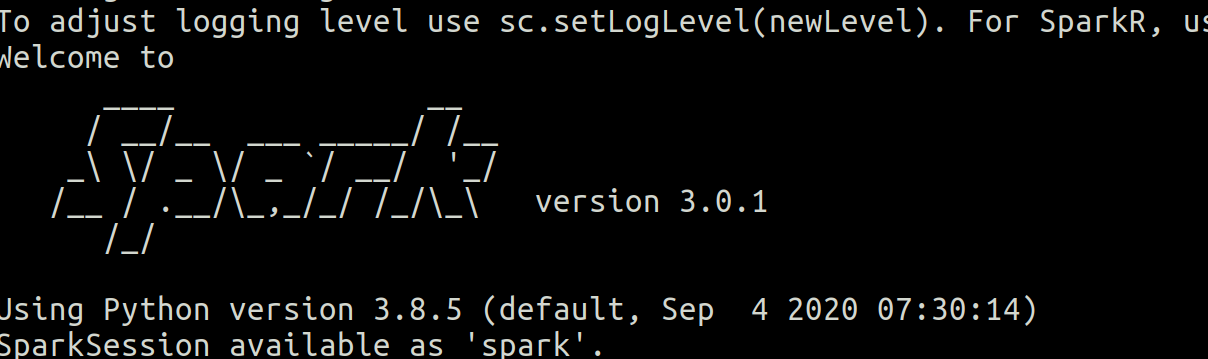 To adjust logging level use sc.setLogLevel(newLevel). For SparkR, us
Welcome to
      ____              __
     / __/__  ___ _____/ /__
    _\ \/ _ \/ _ `/ __/  '_/
   /__ / .__/\_,_/_/ /_/\_\   version 3.0.1
      /_/
Using Python version 3.8.5 (default, Sep  4 2020 07:30:14)
SparkSession available as 'spark'.